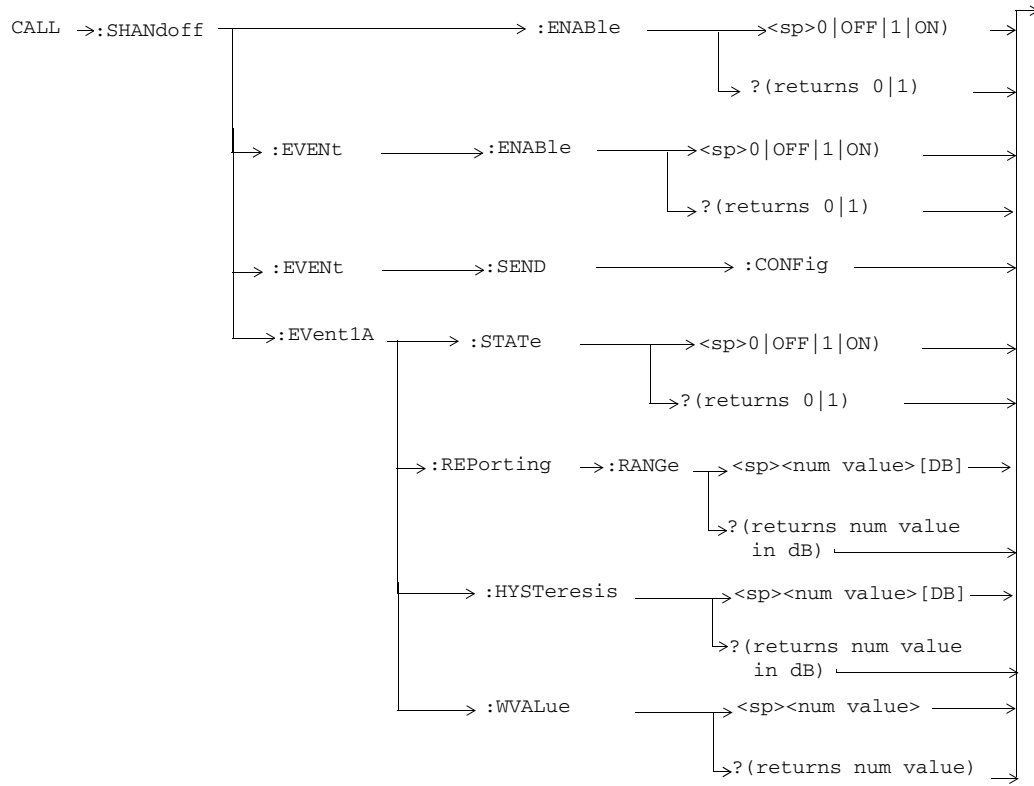 CALL :SHANdoff :ENABle <sp>0|OFF|1|ON)
?(returns 0|1)
:EVENt :ENABle <sp>0|OFF|1|ON)
?(returns 0|1)
:EVENt :SEND :CONFig
:EVent1A :STATe <sp>0|OFF|1|ON)
?(returns 0|1)
:REPorting :RANGe <sp><num value>[DB]
?(returns num value
in dB)
:HYSTeresis <sp><num value>[DB]
?(returns num value
in dB)
:WVALue <sp><num value>
?(returns num value)